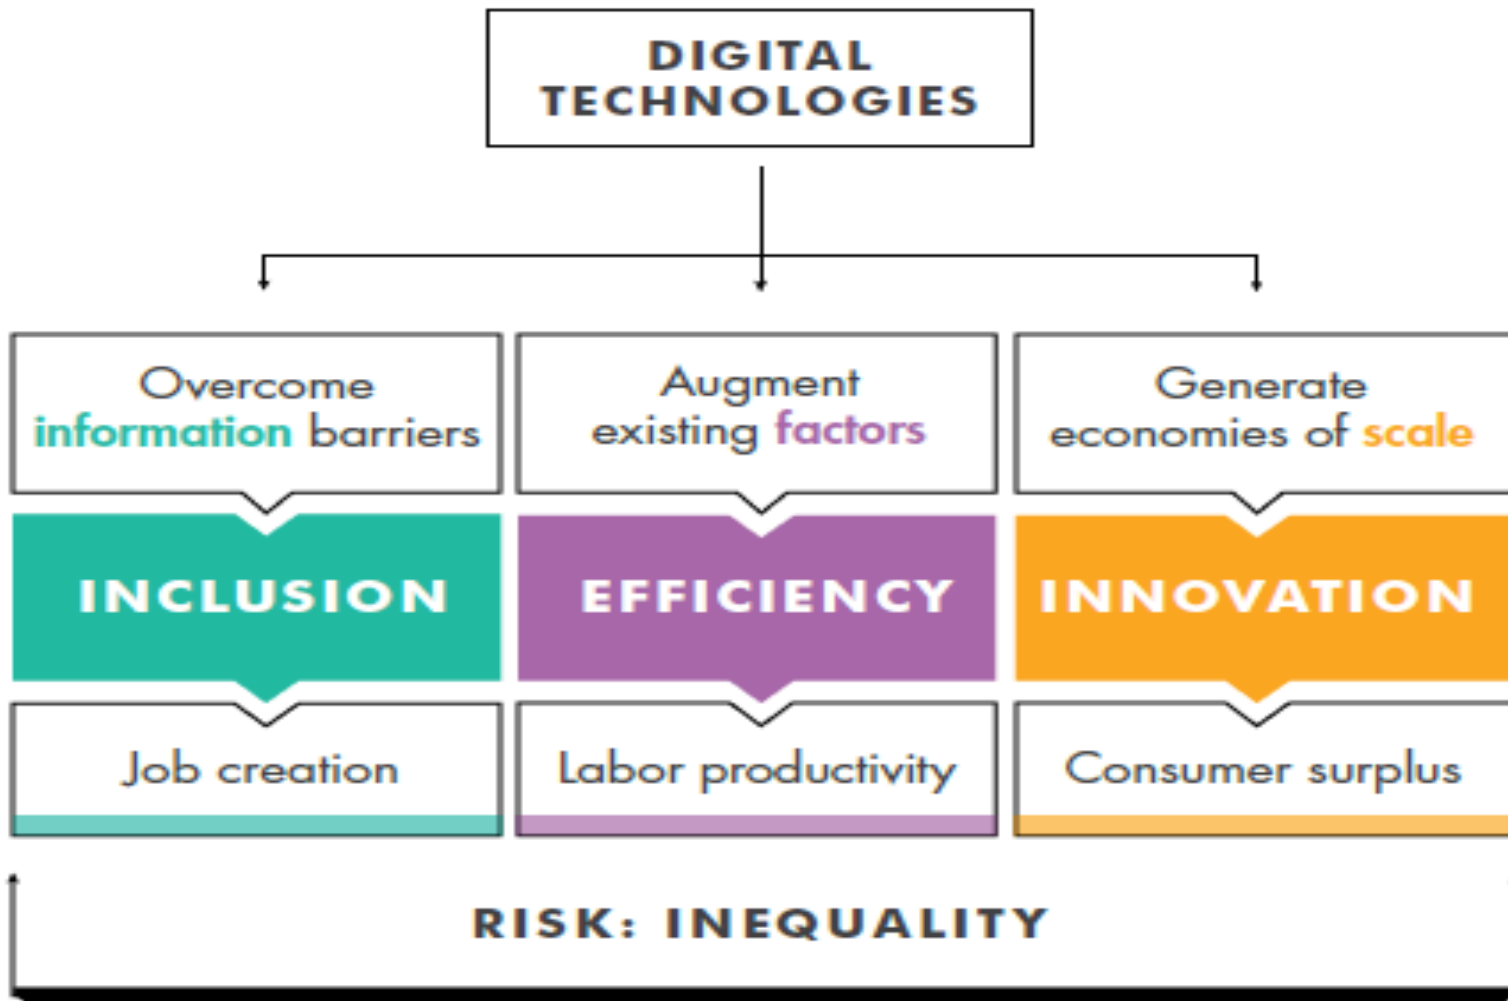 DIGITAL
TECHNOLOGIES
Overcome
information barriers
Augment
existing factors
Generate
economies of scale
INCLUSION
EFFICIENCY
INNOVATION
Job creation
Labor productivity
Consumer surplus
RISK: INEQUALITY